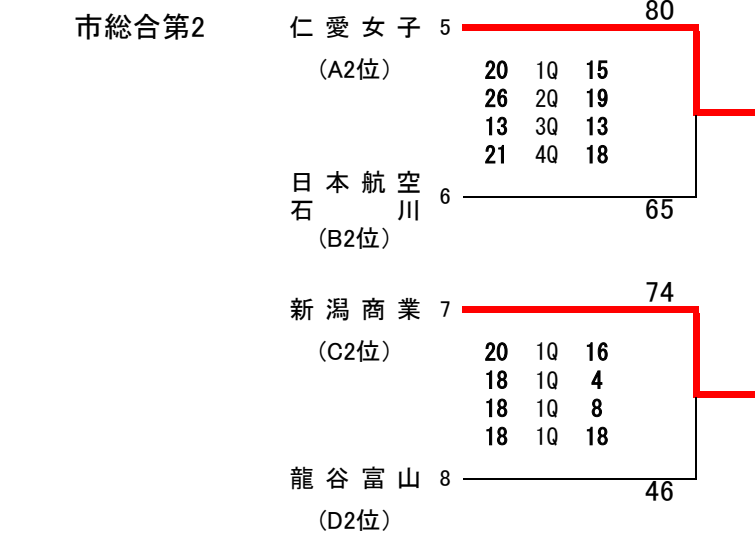 市総合第2
仁愛女子 5
80
(A2位)
20 1Q 15
26 2Q 19
13 3Q 13
21 4Q 18
日本航空
石川
6
65
(B2位)
74
新潟商業 7
(C2位)
20 1Q 16
18 1Q 4
18 1Q 8
18 1Q 18
龍谷富山 8
46
(D2位)